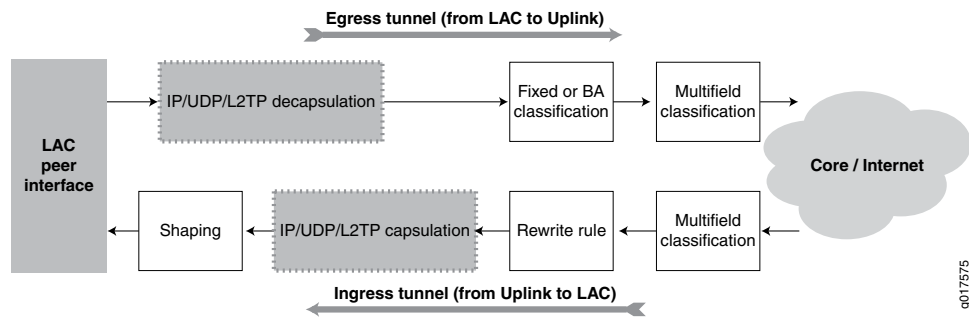 Egress tunnel (from LAC to Uplink)
LAC
peer
interface
IP/UDP/L2TP decapsulation
Fixed or BA
classification
Multifield
classification
Core / Internet
Shaping
IP/UDP/L2TP capsulation
Rewrite rule
Multifield
classification
Ingress tunnel (from Uplink to LAC)
g017575